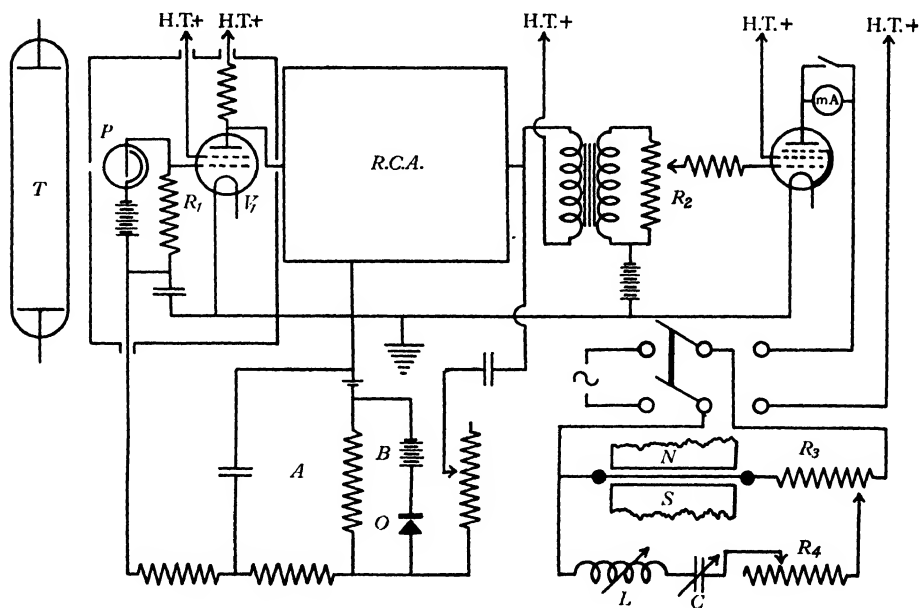 H.T.+ H.T.+ H.T.+ H.T.+ H.T.+
mA
P
T
R1
V1
R.C.A.
R2
A
B
O
N
S
R3
R4
L
C